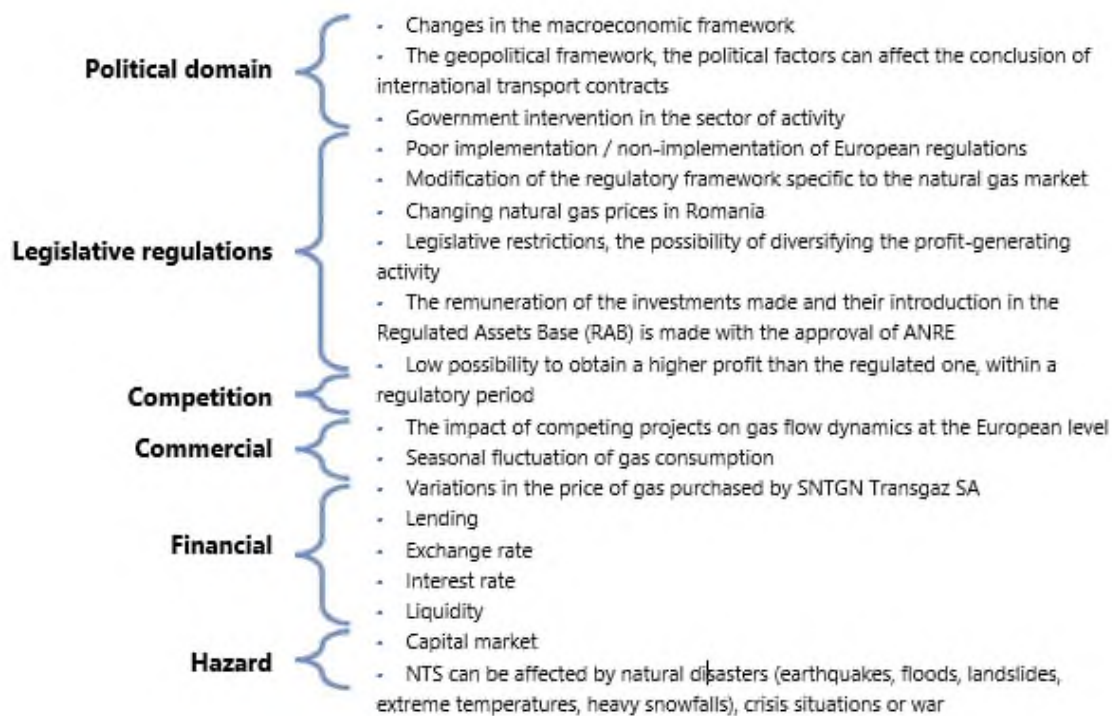 Political domain
- Changes in the macroeconomic framework
- The geopolitical framework, the political factors can affect the conclusion of
international transport contracts
- Government intervention in the sector of activity
Legislative regulations
- Poor implementation / non-implementation of European regulations
- Modification of the regulatory framework specific to the natural gas market
- Changing natural gas prices in Romania
- Legislative restrictions, the possibility of diversifying the profit-generating
activity
- The remuneration of the investments made and their introduction in the
Regulated Assets Base (RAB) is made with the approval of ANRE
- Low possibility to obtain a higher profit than the regulated one, within a
regulatory period
Competition
Commercial
- The impact of competing projects on gas flow dynamics at the European level
- Seasonal fluctuation of gas consumption
- Variations in the price of gas purchased by SNTGN Transgaz SA
Financial
- Lending
- Exchange rate
- Interest rate
- Liquidity
- Capital market
Hazard
- NTS can be affected by natural disasters (earthquakes, floods, landslides,
extreme temperatures, heavy snowfalls), crisis situations or war